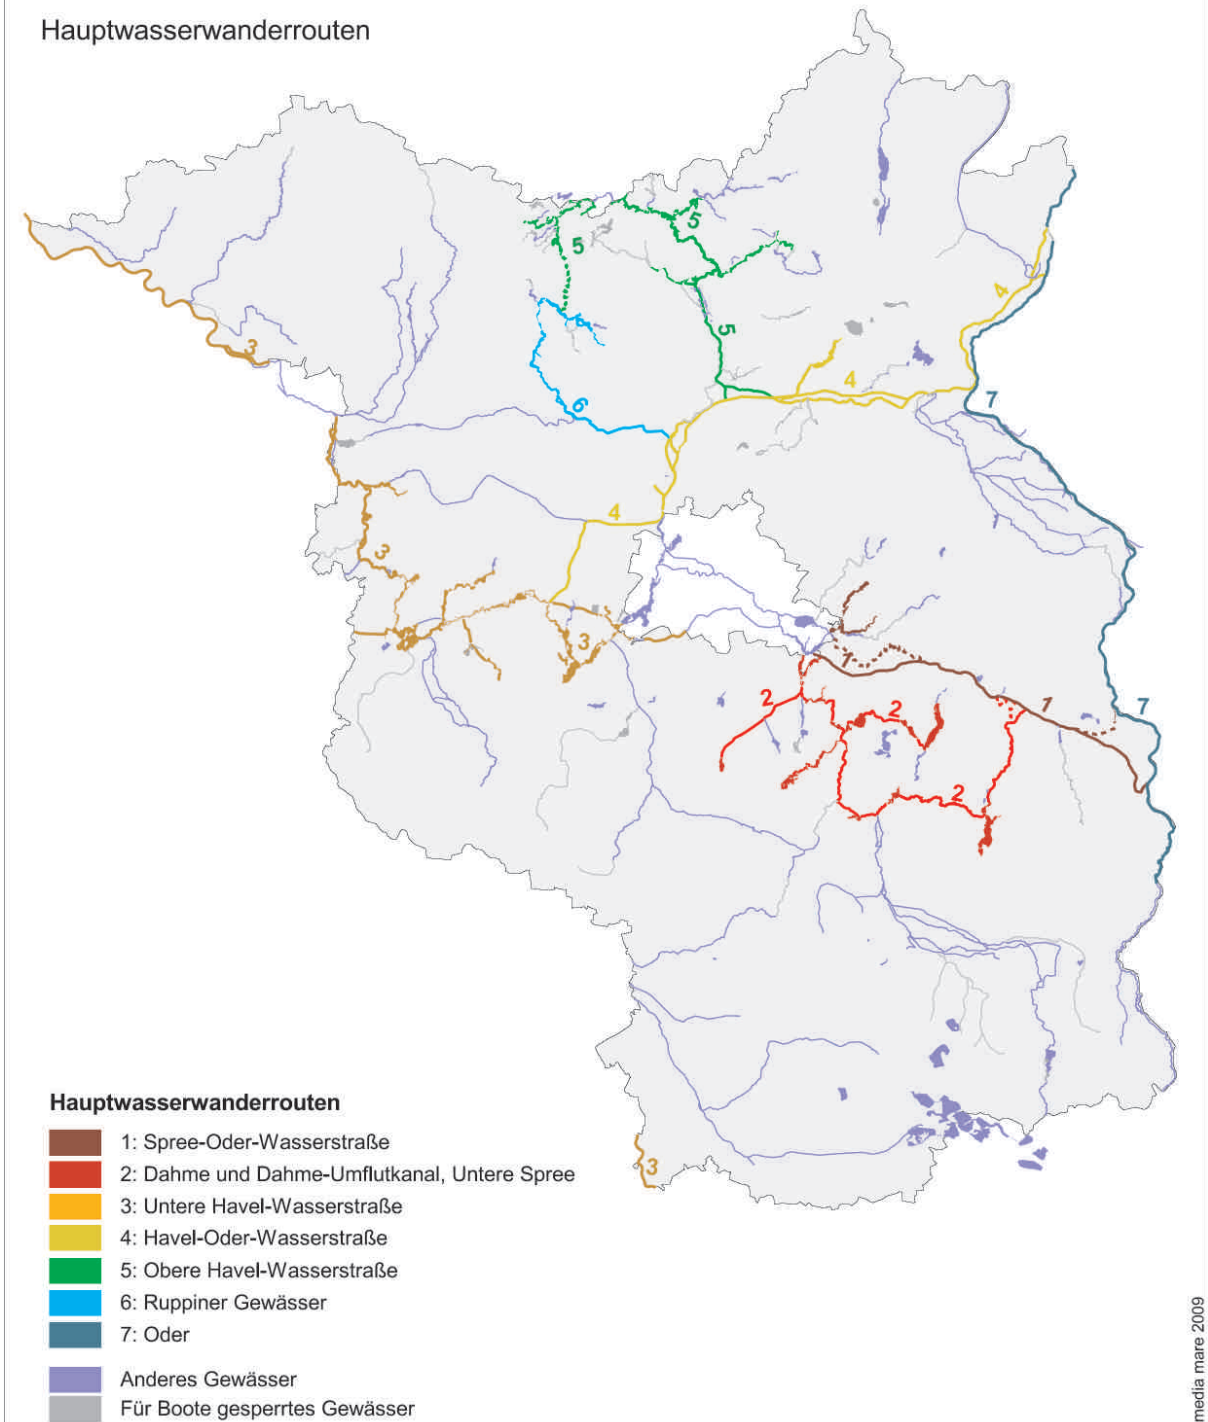 Hauptwasserwanderrouten
5
5
4
3
5
6
4
7
6
4
3
3
1
2
2
1
7
2
3
Hauptwasserwanderrouten
1: Spree-Oder-Wasserstraße
2: Dahme und Dahme-Umflutkanal, Untere Spree
3: Untere Havel-Wasserstraße
4: Havel-Oder-Wasserstraße
5: Obere Havel-Wasserstraße
6: Ruppiner Gewässer
7: Oder
Anderes Gewässer
Für Boote gesperrtes Gewässer
media mare 2009